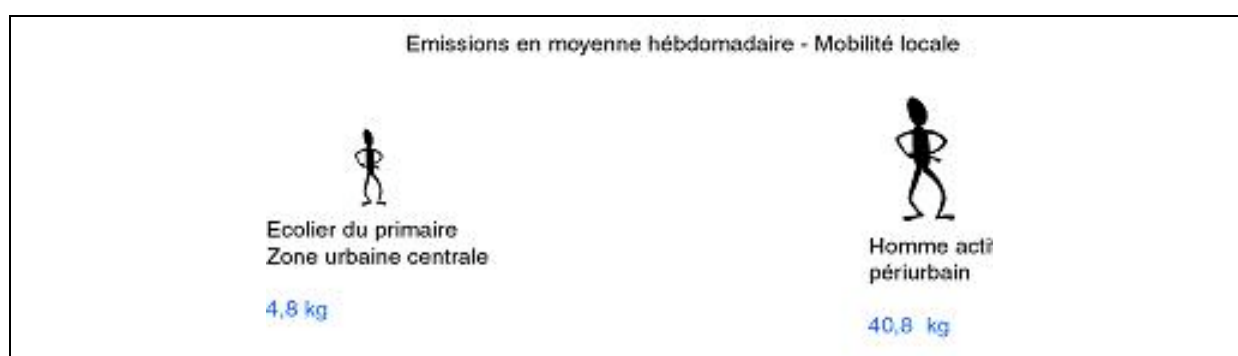 Emissions en moyenne hébdomadaire - Mobilité locale
Ecolier du primaire
Zone urbaine centrale
4,8 kg
Homme acti
périurbain
40,8 kg